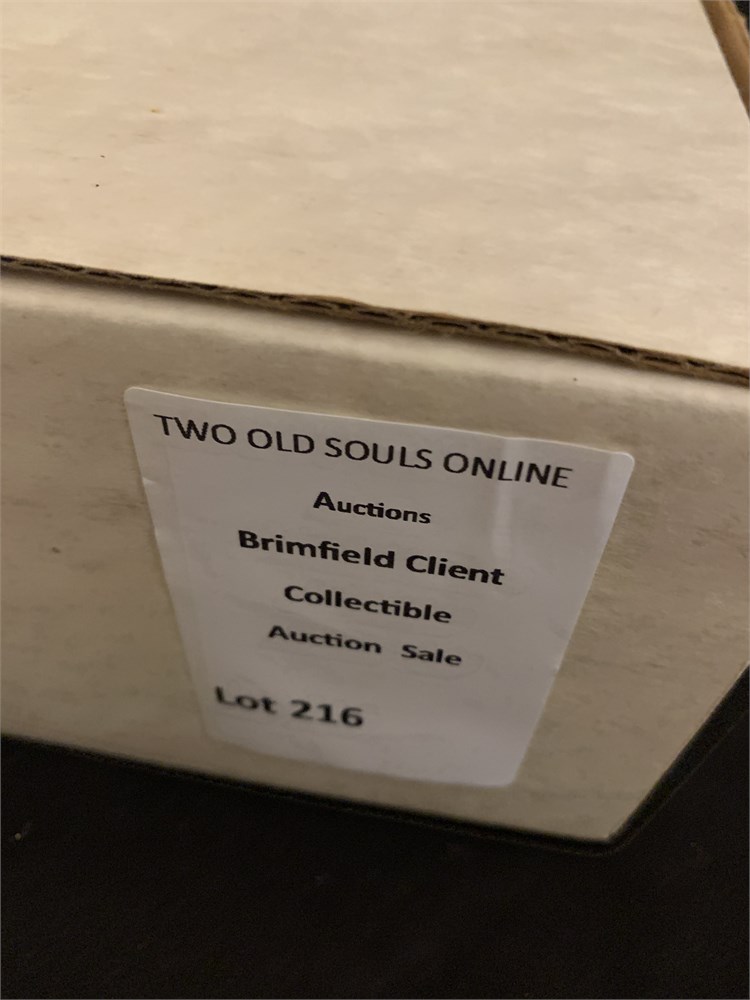 TWO OLD SOULS ONLINE
Auctions
Brimfield Client
Collectible
Auction Sale
Lot 216